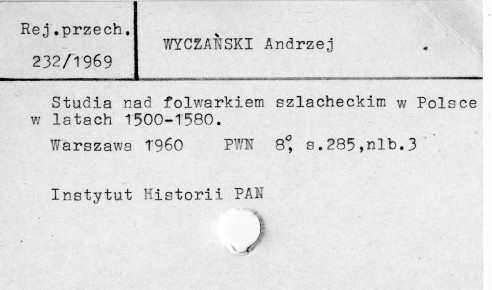 Rej.przech.
232/1969
WYCZAŃSKI Andrzej
Studia nad folwarkiem szlacheckim w Polsce
w latach 1500-1580.
Warszawa 1960 PWN 8°, s.285,nlb.3
Instytut Historii PAN